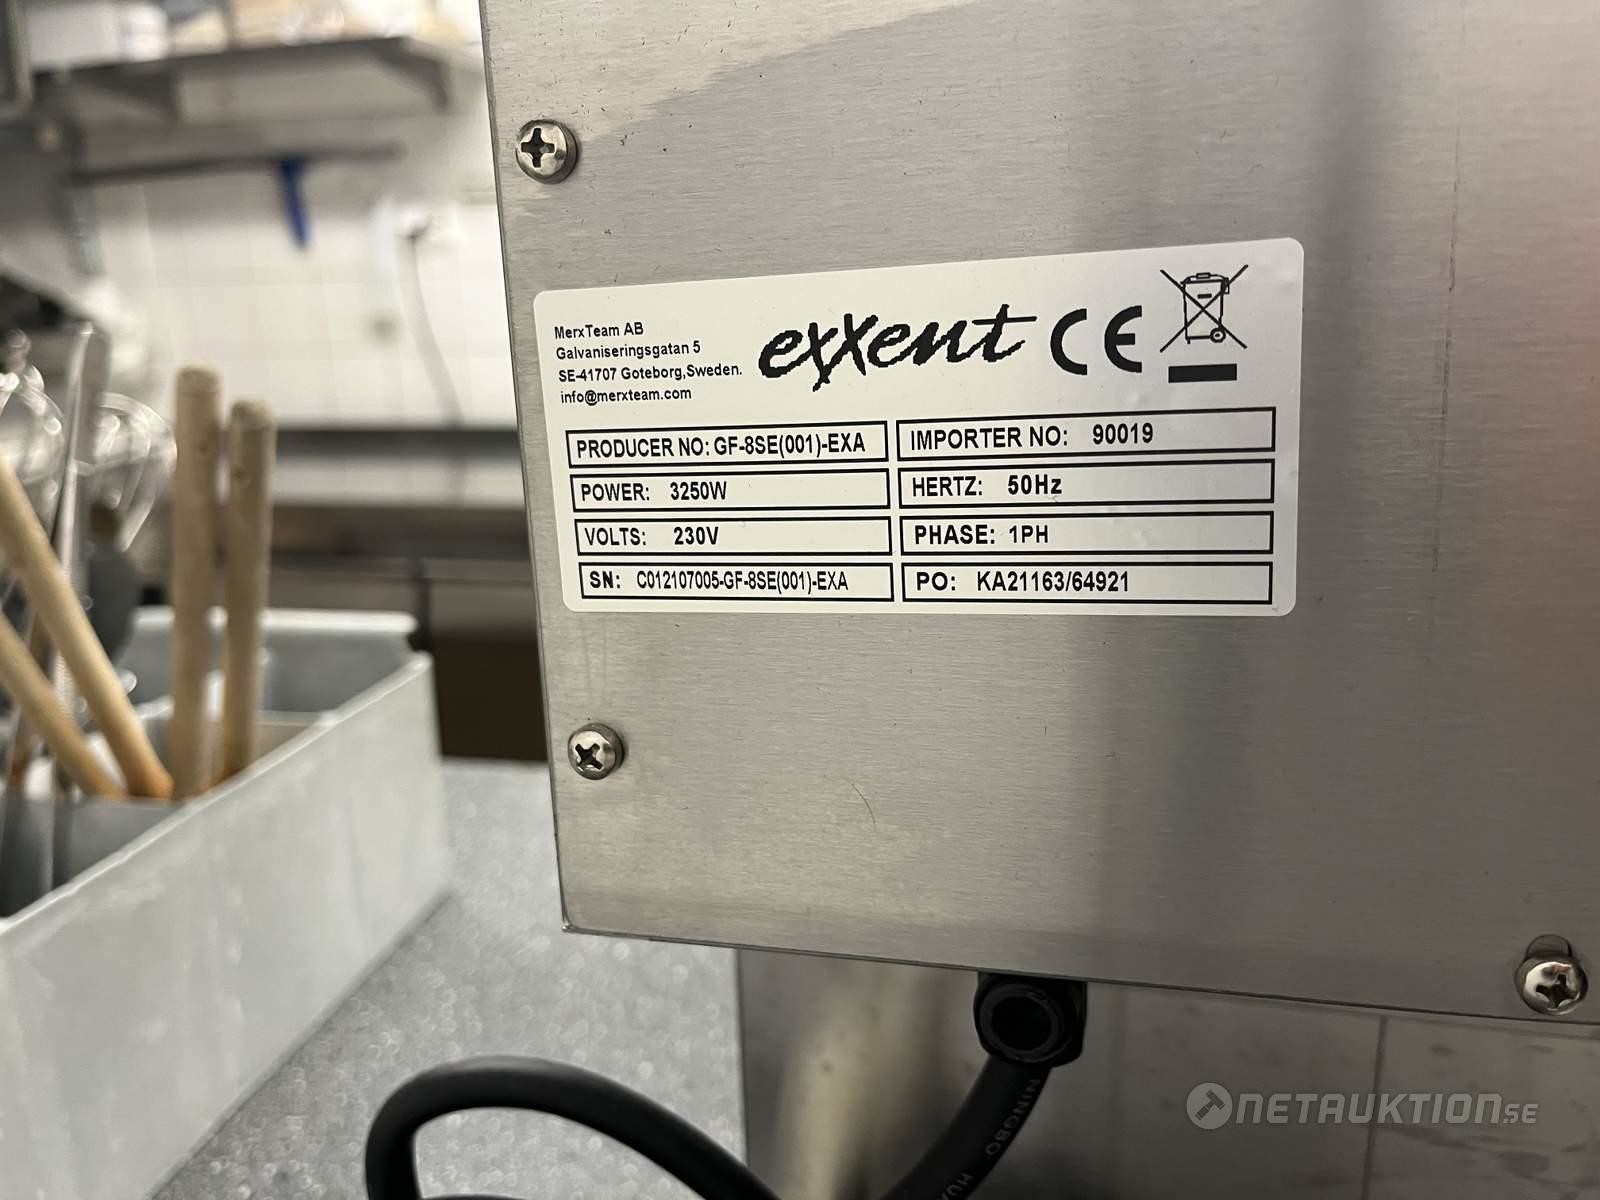 MerxTeam AB
Galvaniseringsgatan 5
SE-41707 Goteborg,Sweden.
info@merxteam.com
exxent CE
PRODUCER NO: GF-8SE(001)-EXA
IMPORTER NO: 90019
POWER: 3250W
HERTZ: 50Hz
VOLTS: 230V
PHASE: 1PH
SN: C012107005-GF-8SE(001)-EXA
PO: KA21163/64921
NINGBO
NETAUKTION.SE